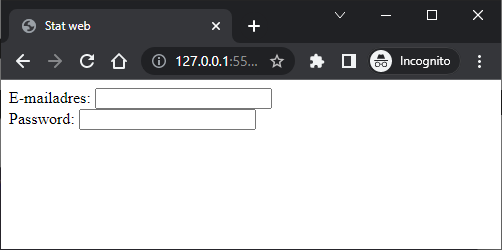 Stat web
127.0.0.1:55...
Incognito
E-mailadres:
Password: